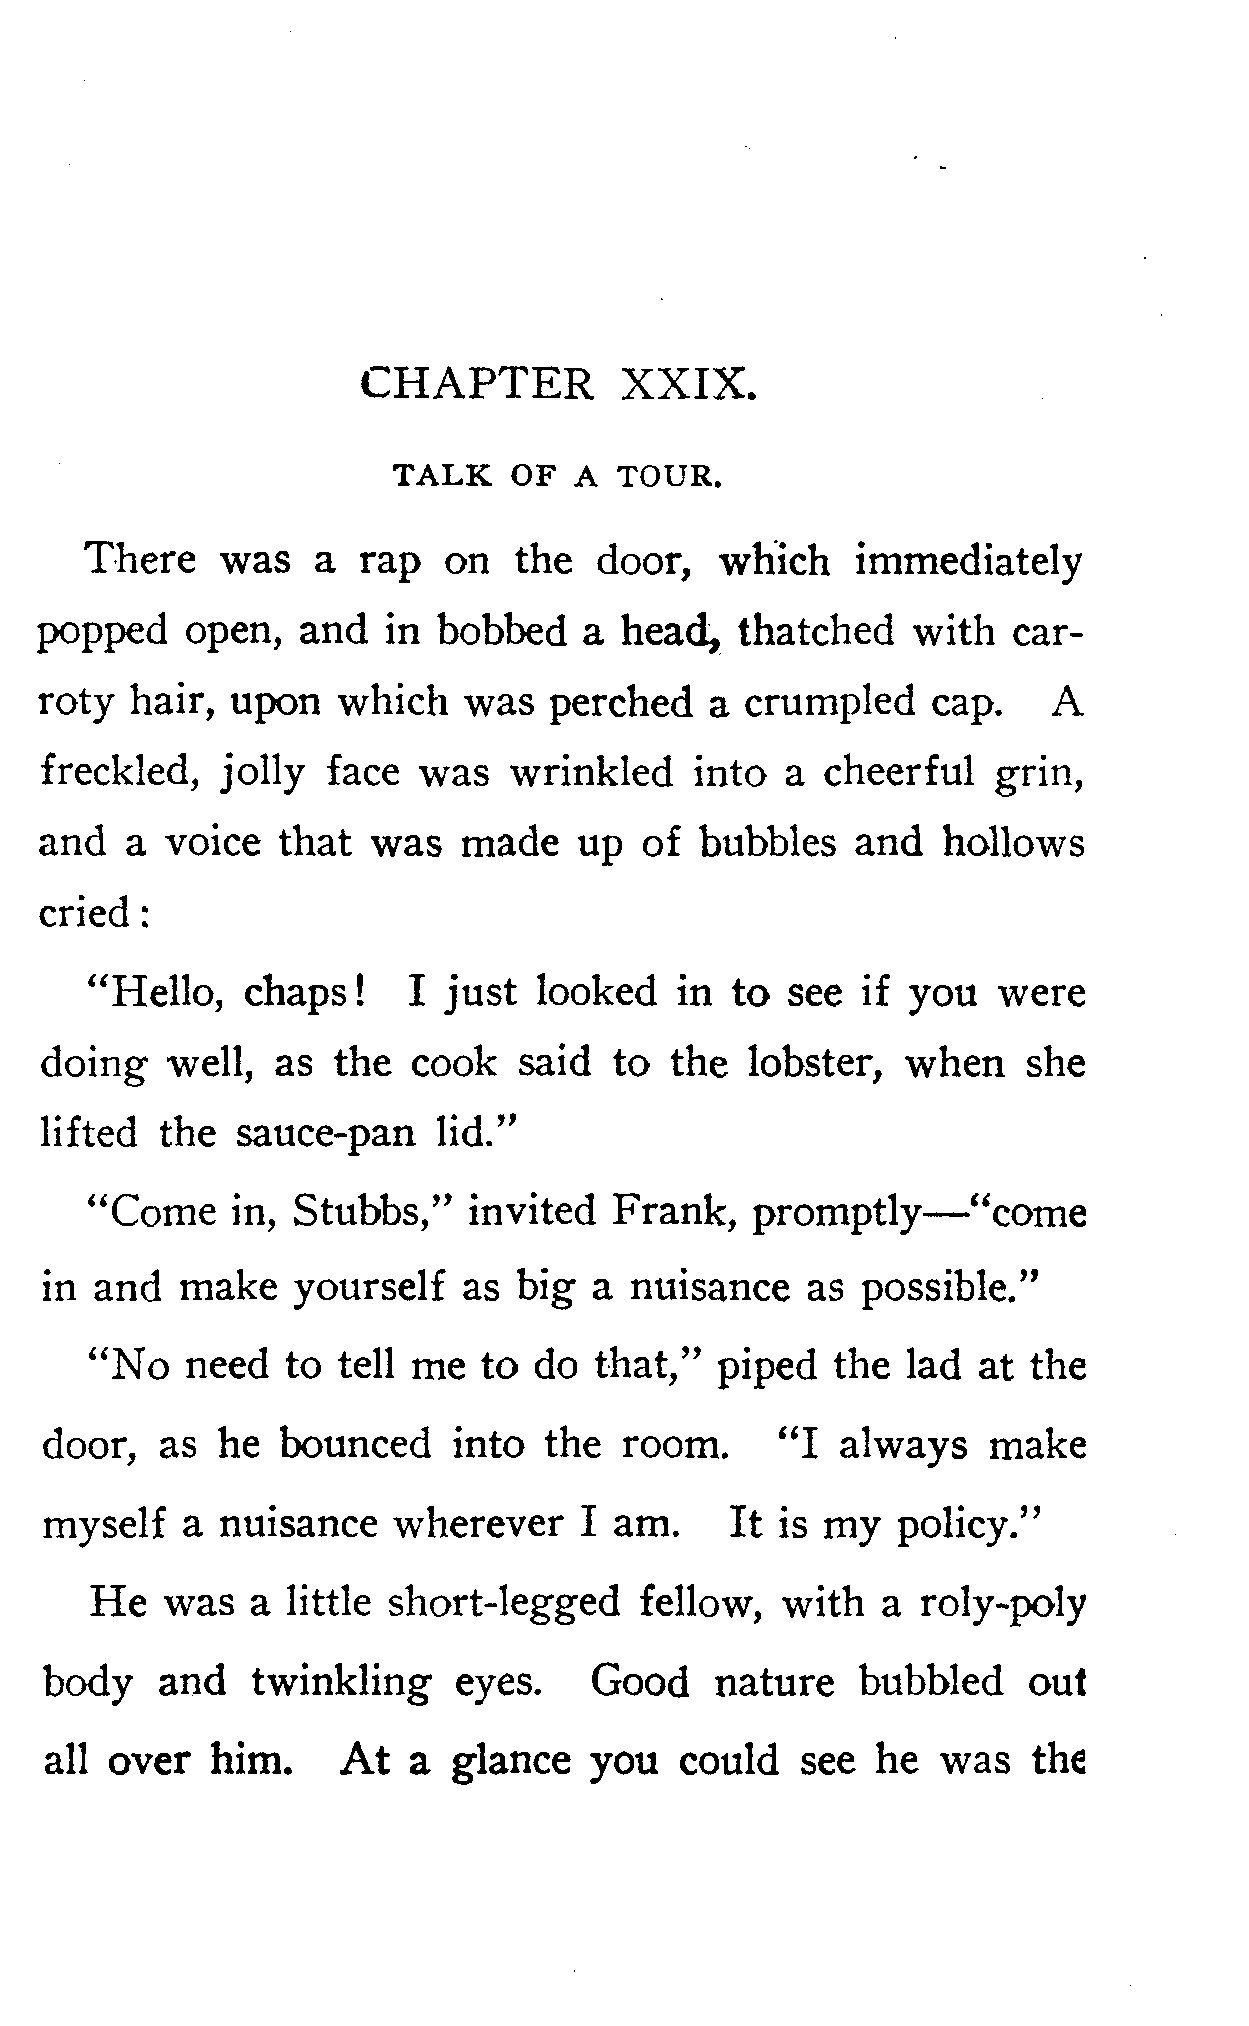 CHAPTER XXIX.
TALK OF A TOUR.
There was a rap on the door, which immediately
popped open, and in bobbed a head, thatched with car-
roty hair, upon which was perched a crumpled cap. A
freckled, jolly face was wrinkled into a cheerful grin,
and a voice that was made up of bubbles and hollows
cried:
"Hello, chaps! I just looked in to see if you were
doing well, as the cook said to the lobster, when she
lifted the sauce-pan lid."
"Come in, Stubbs," invited Frank, promptly—"come
in and make yourself as big a nuisance as possible."
"No need to tell me to do that," piped the lad at the
door, as he bounced into the room. "I always make
myself a nuisance wherever I am. It is my policy."
He was a little short-legged fellow, with a roly-poly
body and twinkling eyes. Good nature bubbled out
all over him. At a glance you could see he was the